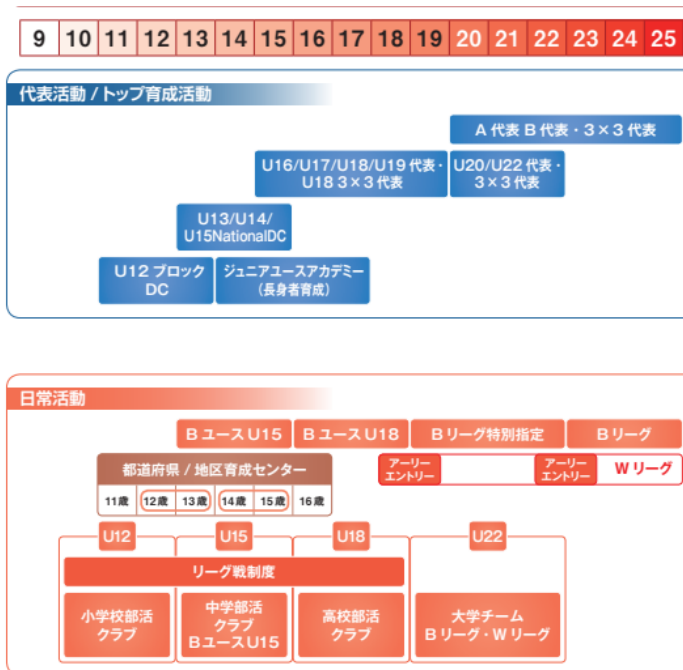 9 10 11 12 13 14 15 16 17 18 19 20 21 22 23 24 25
代表活動 / トップ育成活動
A 代表 B 代表・3×3 代表
U16/U17/U18/U19 代表・
U18 3×3 代表
U20/U22 代表・
3×3 代表
U13/U14/
U15NationalDC
U12 ブロック
DC
ジュニアユースアカデミー
(長身者育成)
日常活動
B ユース U15
B ユース U18
B リーグ特別指定
B リーグ
都道府県 / 地区育成センター
11歳 12歳 13歳 14歳 15歳 16歳
アーリー
エントリー
アーリー
エントリー
W リーグ
U12
U15
U18
U22
リーグ戦制度
小学校部活
クラブ
中学部活
クラブ
B ユース U15
高校部活
クラブ
大学チーム
B リーグ・W リーグ